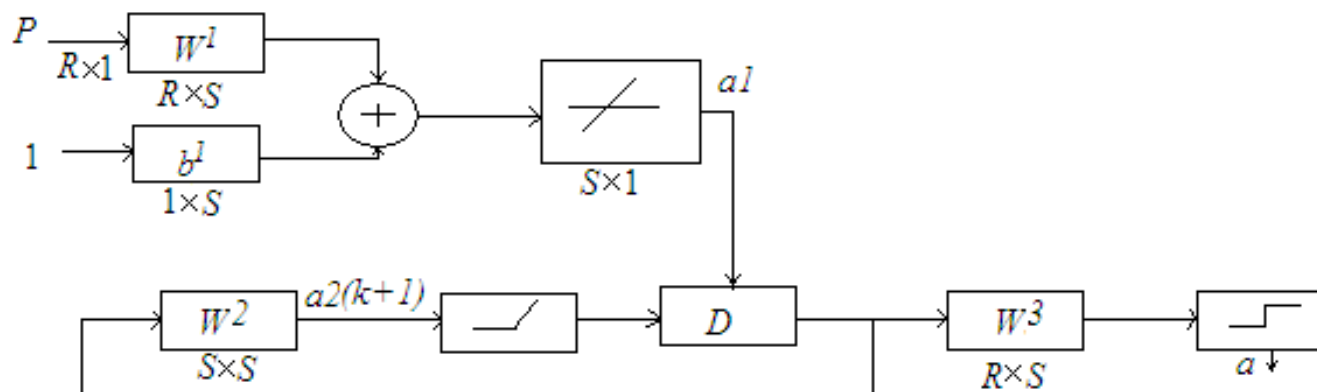 P
R×1
W¹
R×S
+
a1
1
b¹
1×S
S×1
W²
S×S
a2(k+1)
D
W³
R×S
a